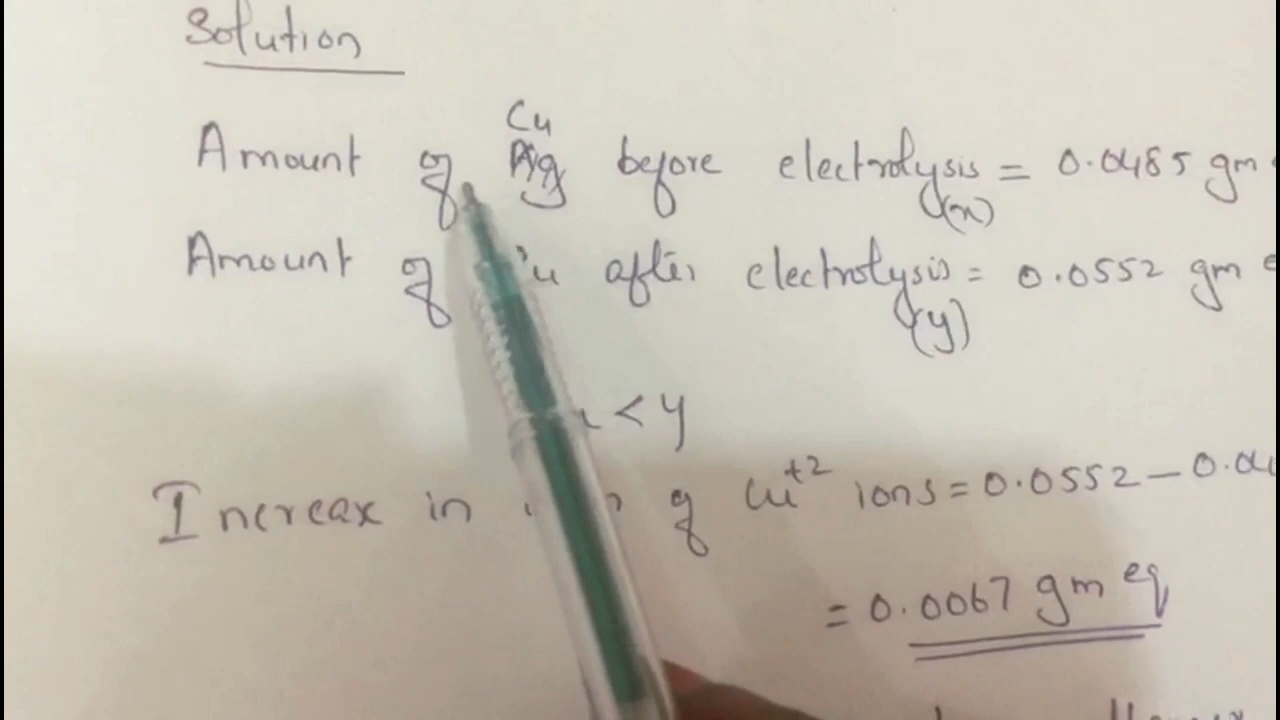 Solution
Cu
Amount of Ag before electrolysis = 0.0485 gm
(x)
Amount of after electrolysis = 0.0552 gm
(y)
< y
Increax in of Cu+2 ions = 0.0552 - 0.0
= 0.0067 gm eq